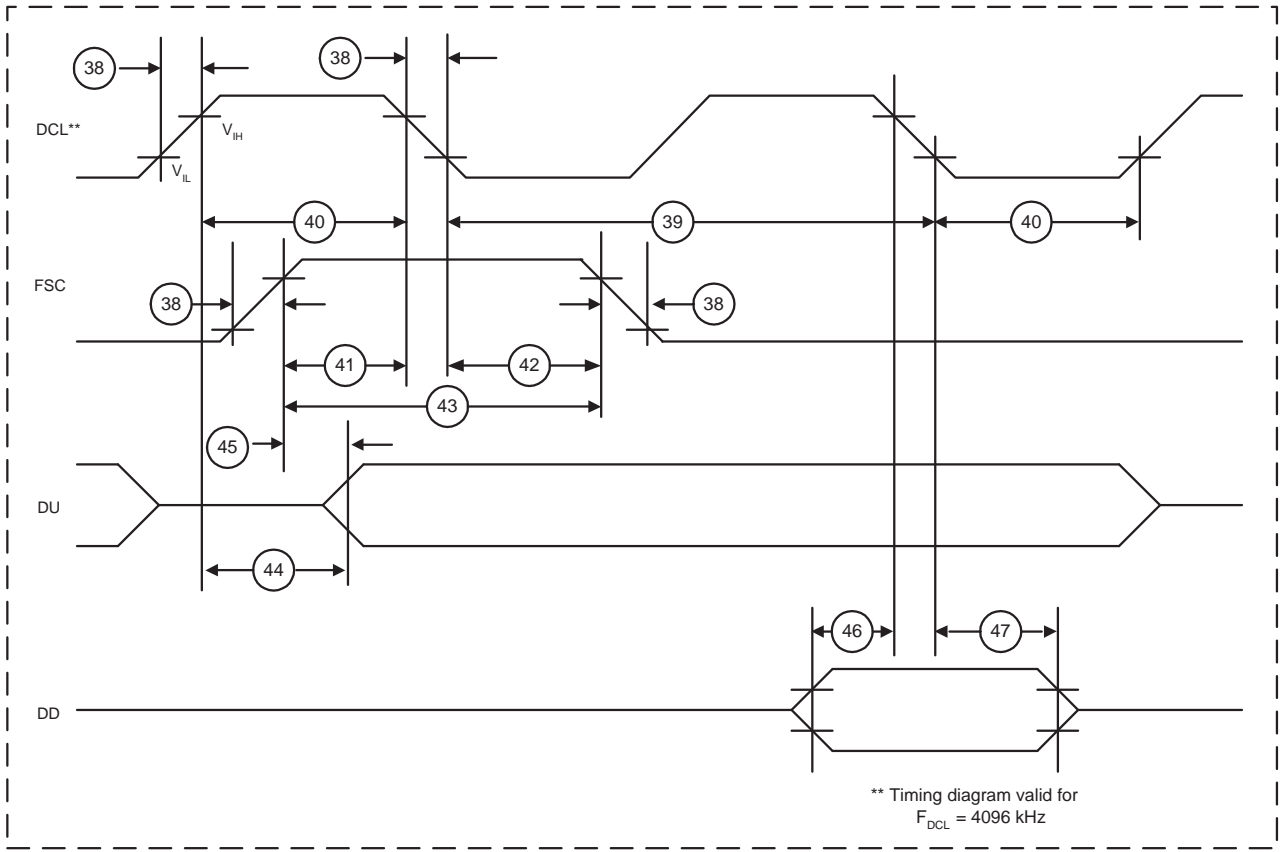 38
38
DCL**
V_IH
V_IL
40
39
40
FSC
38
38
41
42
43
45
DU
44
46
47
DD
** Timing diagram valid for
F_DCL = 4096 kHz